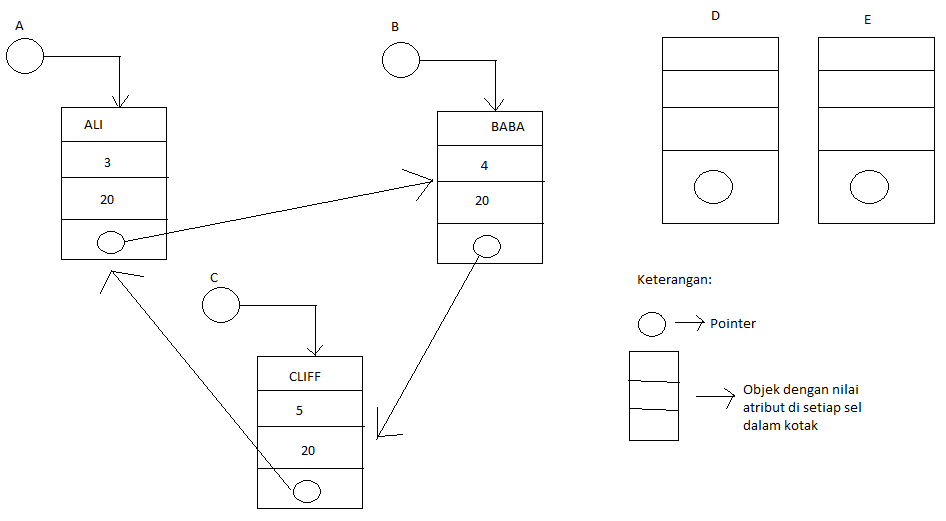 A
ALI
3
20
B
BABA
4
20
C
CLIFF
5
20
D
E
Keterangan:
Pointer
Objek dengan nilai
atribut di setiap sel
dalam kotak